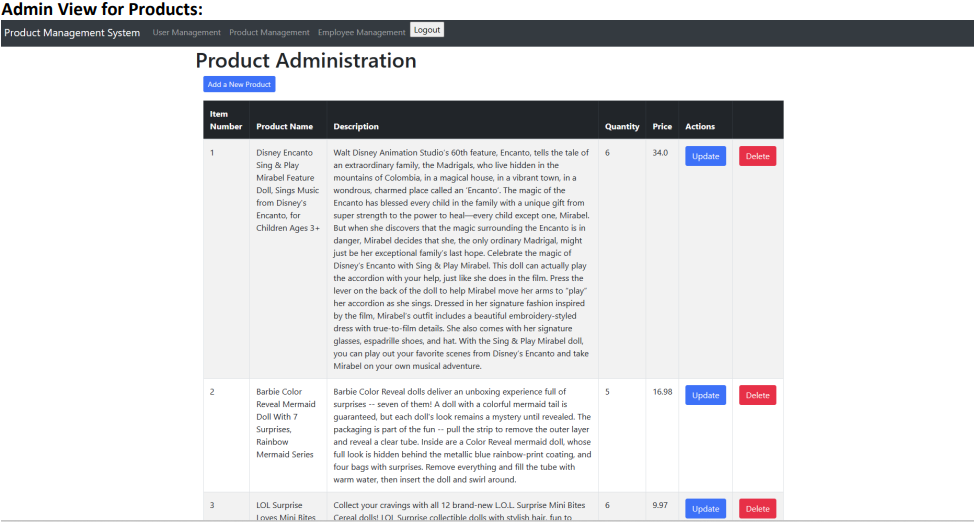 Admin View for Products:
Product Management System User Management Product Management Employee Management Logout
Product Administration
Add a New Product
Item Number Product Name Description Quantity Price Actions
1
Disney Encanto
Sing & Play
Mirabel Feature
Doll, Sings Music
from Disney's
Encanto, for
Children Ages 3+
Walt Disney Animation Studio's 60th feature, Encanto, tells the tale of
an extraordinary family, the Madrigals, who live hidden in the
mountains of Colombia, in a magical house, in a vibrant town, in a
wondrous, charmed place called an 'Encanto'. The magic of the
Encanto has blessed every child in the family with a unique gift from
super strength to the power to heal—every child except one, Mirabel.
But when she discovers that the magic surrounding the Encanto is in
danger, Mirabel decides that she, the only ordinary Madrigal, might
just be her exceptional family's last hope. Celebrate the magic of
Disney's Encanto with Sing & Play Mirabel. This doll can actually play
the accordion with your help, just like she does in the film. Press the
lever on the back of the doll to help Mirabel move her arms to "play"
her accordion as she sings. Dressed in her signature fashion inspired
by the film, Mirabel's outfit includes a beautiful embroidery-styled
dress with true-to-film details. She also comes with her signature
glasses, espadrille shoes, and hat. With the Sing & Play Mirabel doll,
you can play out your favorite scenes from Disney's Encanto and take
Mirabel on your own musical adventure.
6
34.0
Update
Delete
2
Barbie Color
Reveal Mermaid
Doll With 7
Surprises,
Rainbow
Mermaid Series
Barbie Color Reveal dolls deliver an unboxing experience full of
surprises -- seven of them! A doll with a colorful mermaid tail is
guaranteed, but each doll's look remains a mystery until revealed. The
packaging is part of the fun -- pull the strip to remove the outer layer
and reveal a clear tube. Inside are a Color Reveal mermaid doll, whose
full look is hidden behind the metallic blue rainbow-print coating, and
four bags with surprises. Remove everything and fill the tube with
warm water, then insert the doll and swirl around.
5
16.98
Update
Delete
3
LOL Surprise
Loves Mini Bites
Collect your cravings with all 12 brand-new L.O.L. Surprise Mini Bites
Cereal dolls! LOL Surprise collectible dolls with stylish hair, fun to
6
9.97
Update
Delete